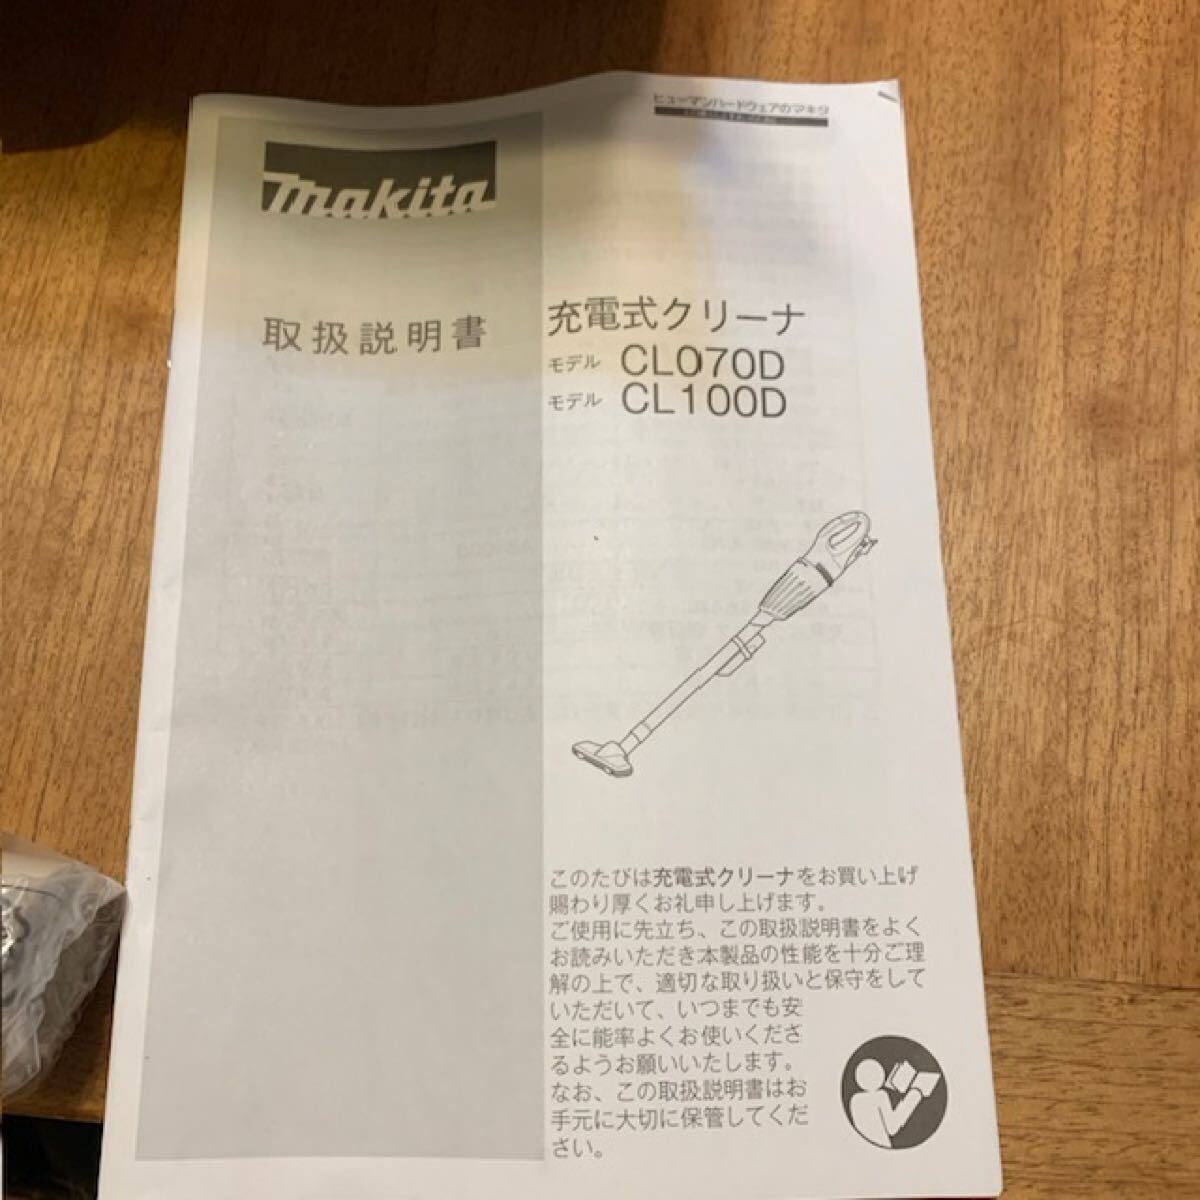 ヒューマンハードウェアのマキタ
makita
取扱説明書
充電式クリーナ
モデル CL070D
モデル CL100D
このたびは充電式クリーナをお買い上げ
賜わり厚くお礼申し上げます。
ご使用に先立ち、この取扱説明書をよく
お読みいただき本製品の性能を十分ご理
解の上で、適切な取り扱いと保守をして
いただいて、いつまでも安
全に能率よくお使いくださ
るようお願いいたします。
なお、この取扱説明書はお
手元に大切に保管してくだ
さい。